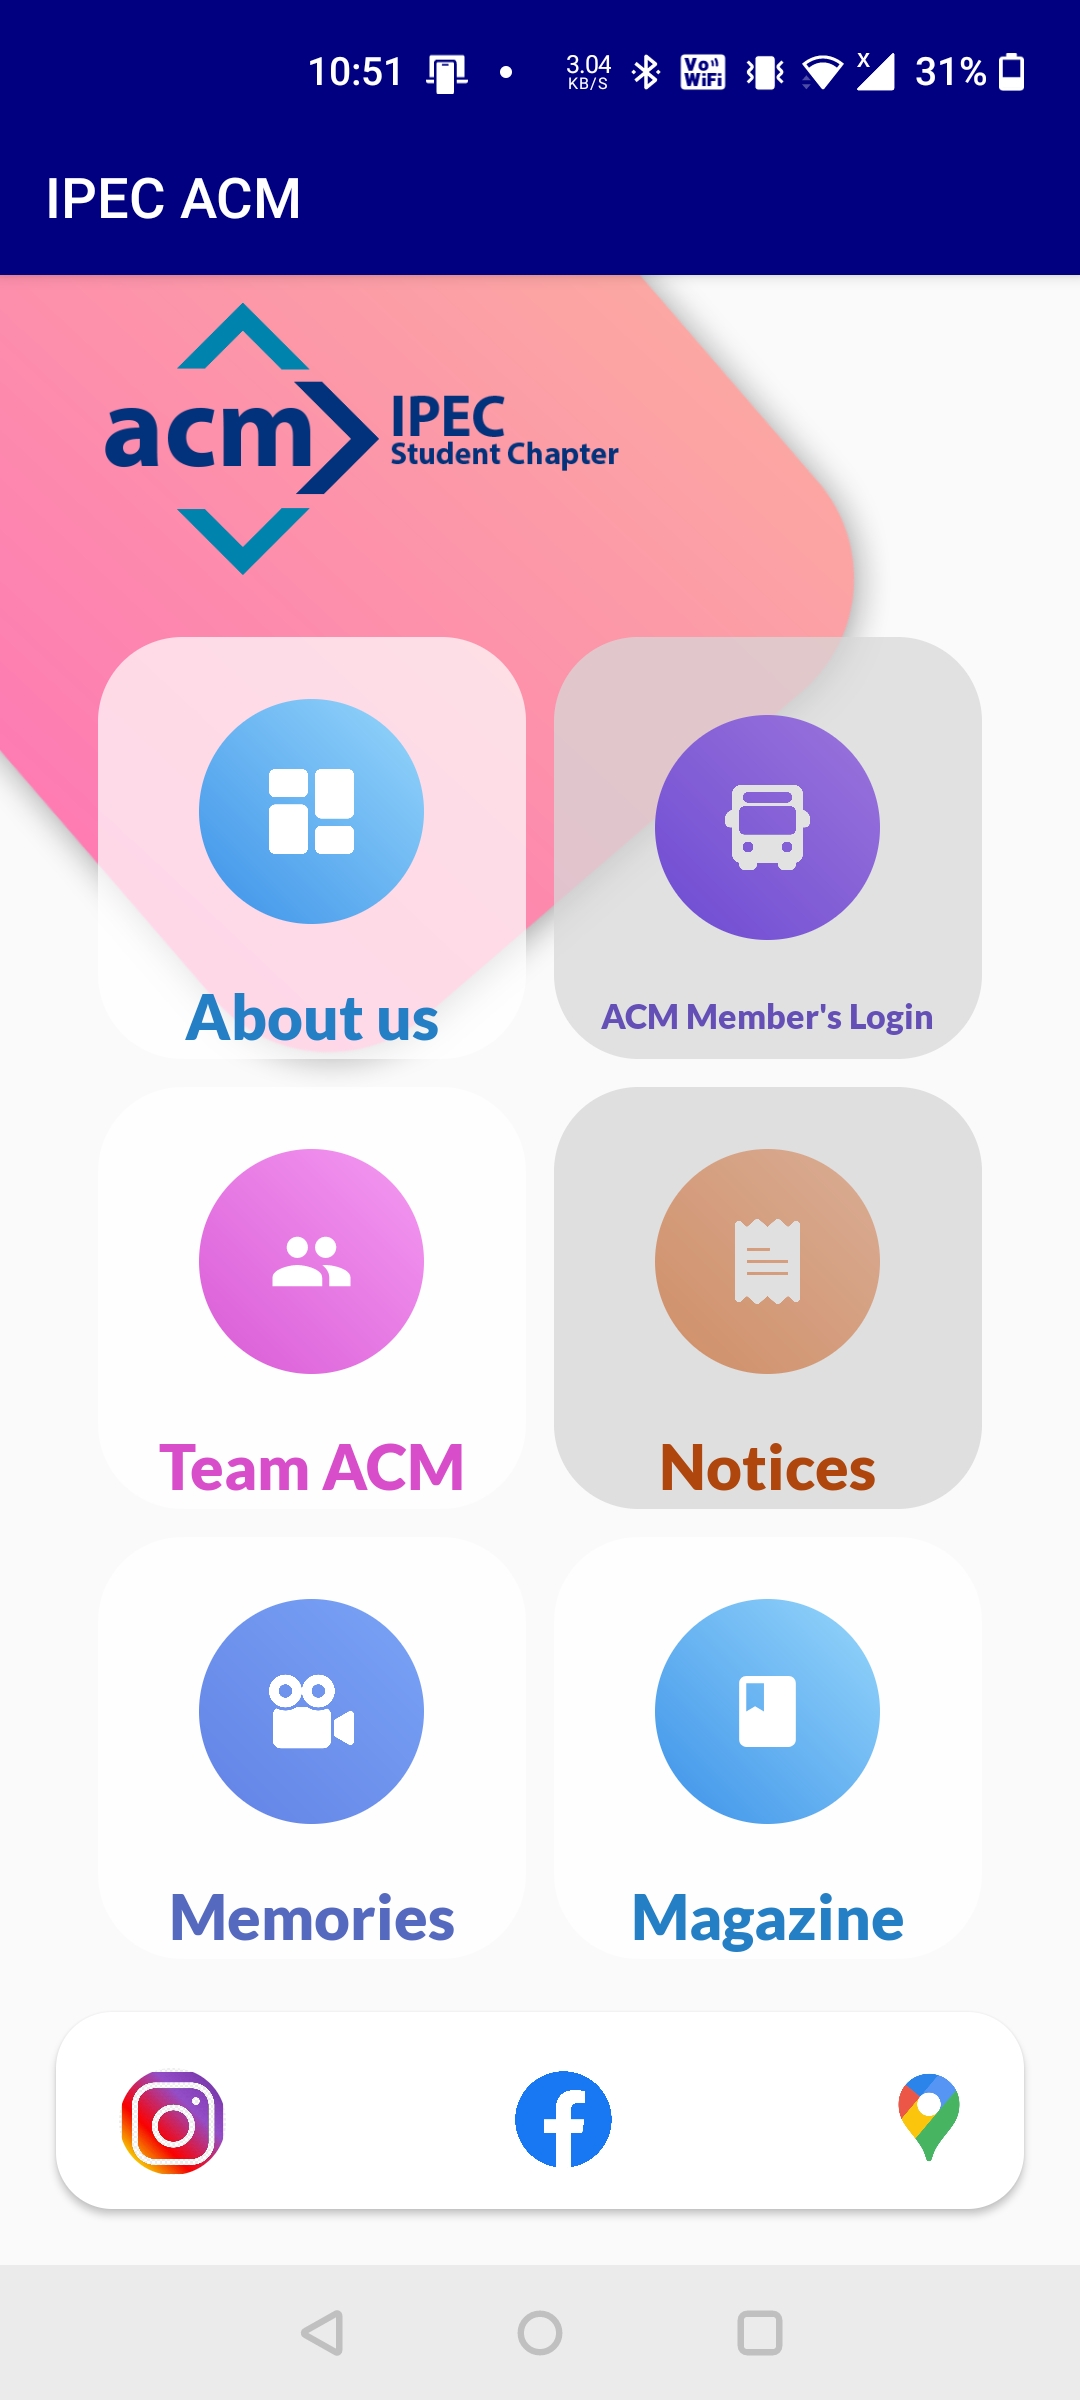 10:51 3.04 KB/S Vo WiFi X 31%
IPEC ACM
acm IPEC
Student Chapter
About us
ACM Member's Login
Team ACM
Notices
Memories
Magazine